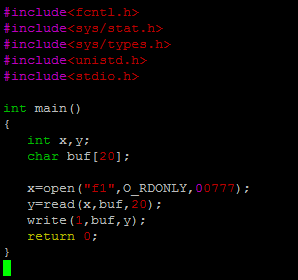 #include<fcntl.h>
#include<sys/stat.h>
#include<sys/types.h>
#include<unistd.h>
#include<stdio.h>

int main()
{
   int x,y;
   char buf[20];

   x=open("f1",O_RDONLY,00777);
   y=read(x,buf,20);
   write(1,buf,y);
   return 0;
}